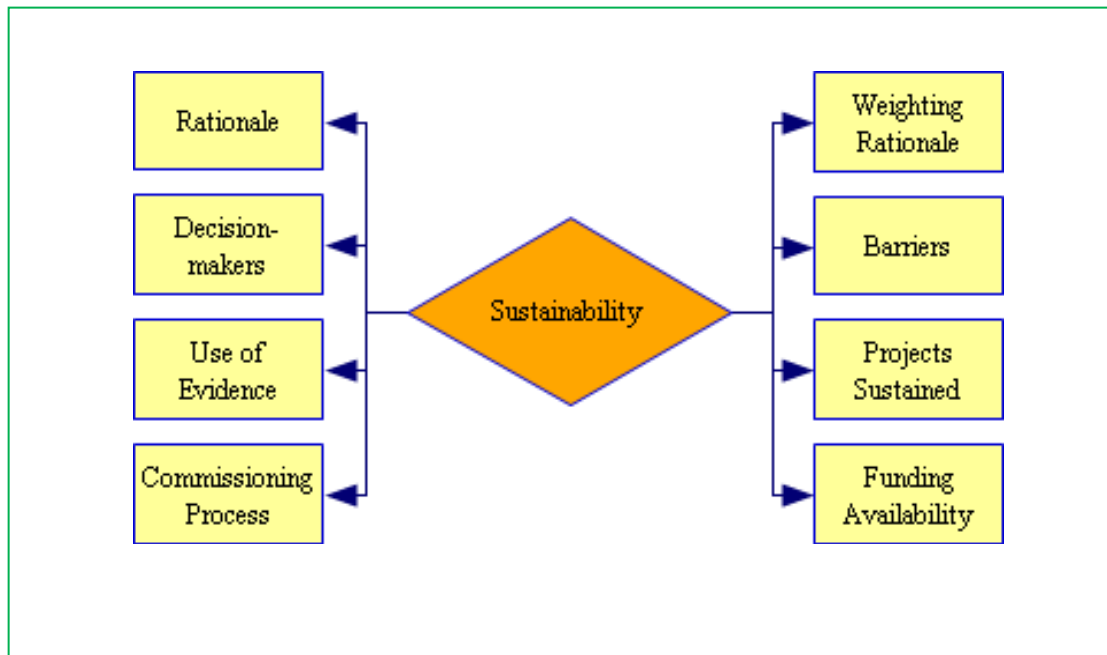 Rationale
Decision-
makers
Use of
Evidence
Commissioning
Process
Sustainability
Weighting
Rationale
Barriers
Projects
Sustained
Funding
Availability